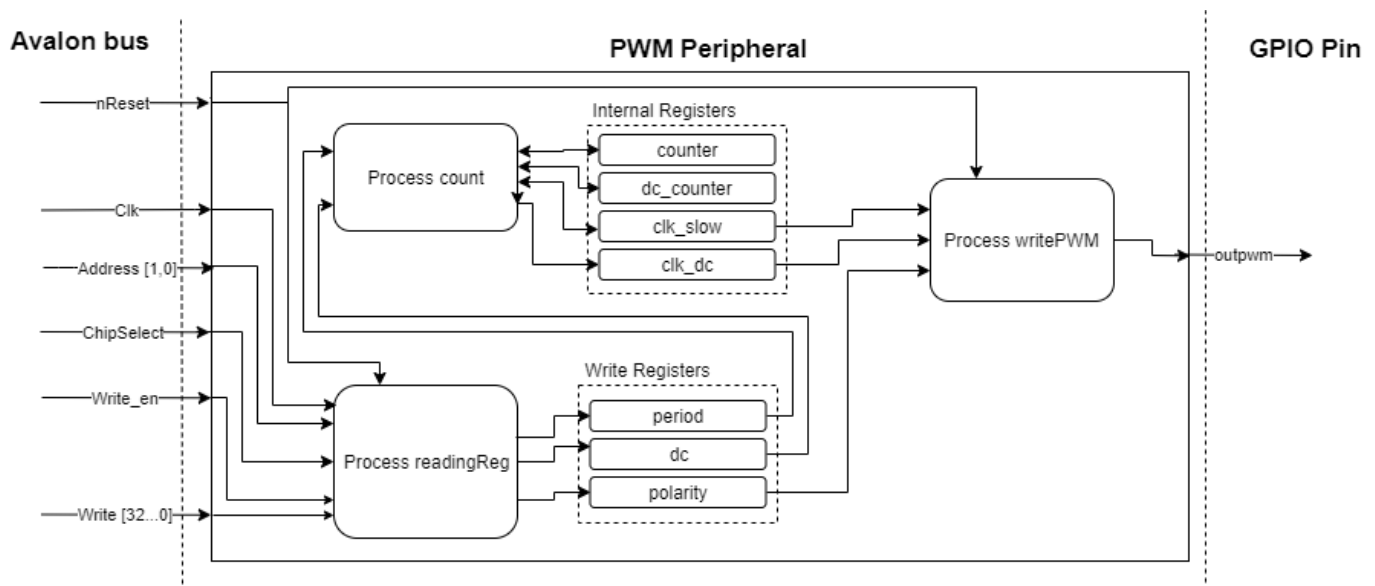 Avalon bus
PWM Peripheral
GPIO Pin
nReset
Internal Registers
counter
Process count
dc_counter
Clk
clk_slow
Process writePWM
outpwm
clk_dc
Address [1,0]
ChipSelect
Write Registers
Write_en
period
Process readingReg
dc
polarity
Write [32...0]